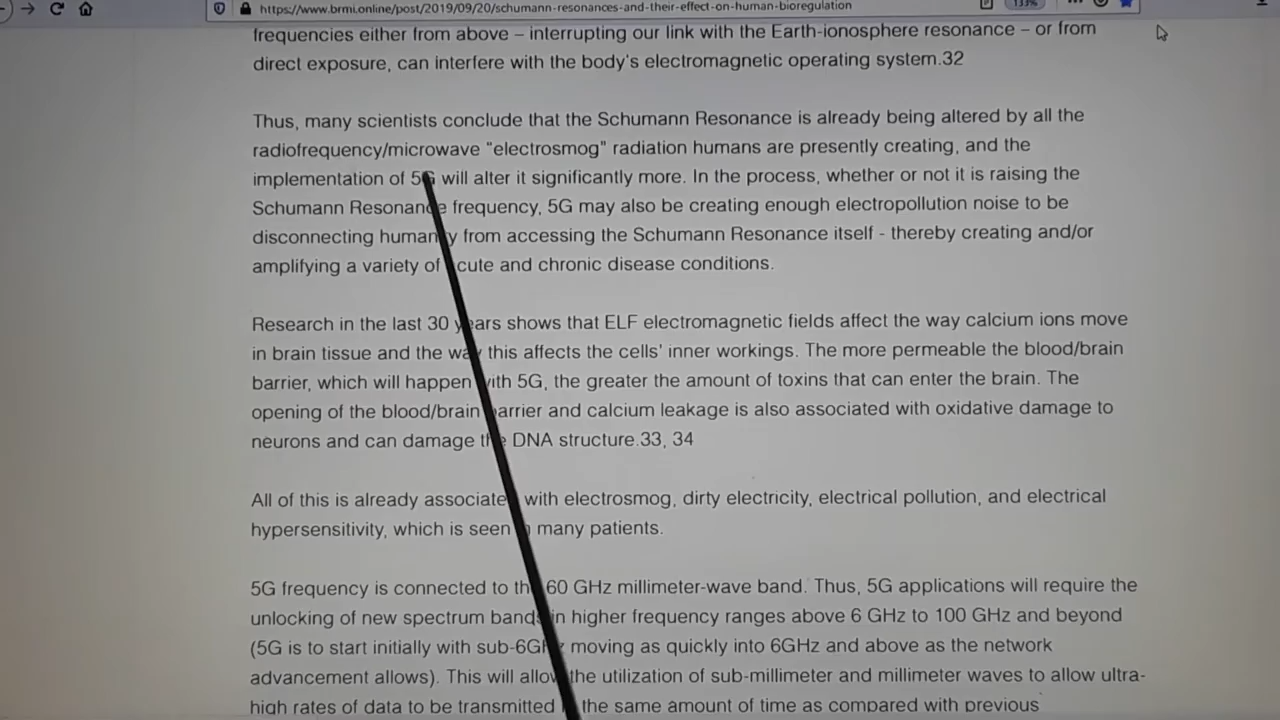 https://www.brmi.online/post/2019/09/20/schumann-resonances-and-their-effect-on-human-bioregulation
133%
frequencies either from above – interrupting our link with the Earth-ionosphere resonance – or from
direct exposure, can interfere with the body's electromagnetic operating system.32
Thus, many scientists conclude that the Schumann Resonance is already being altered by all the
radiofrequency/microwave “electrosmog” radiation humans are presently creating, and the
implementation of 5G will alter it significantly more. In the process, whether or not it is raising the
Schumann Resonance frequency, 5G may also be creating enough electropollution noise to be
disconnecting humanity from accessing the Schumann Resonance itself - thereby creating and/or
amplifying a variety of acute and chronic disease conditions.
Research in the last 30 years shows that ELF electromagnetic fields affect the way calcium ions move
in brain tissue and the way this affects the cells' inner workings. The more permeable the blood/brain
barrier, which will happen with 5G, the greater the amount of toxins that can enter the brain. The
opening of the blood/brain barrier and calcium leakage is also associated with oxidative damage to
neurons and can damage the DNA structure.33, 34
All of this is already associated with electrosmog, dirty electricity, electrical pollution, and electrical
hypersensitivity, which is seen in many patients.
5G frequency is connected to the 60 GHz millimeter-wave band. Thus, 5G applications will require the
unlocking of new spectrum bands in higher frequency ranges above 6 GHz to 100 GHz and beyond
(5G is to start initially with sub-6GHz moving as quickly into 6GHz and above as the network
advancement allows). This will allow the utilization of sub-millimeter and millimeter waves to allow ultra-
high rates of data to be transmitted in the same amount of time as compared with previous